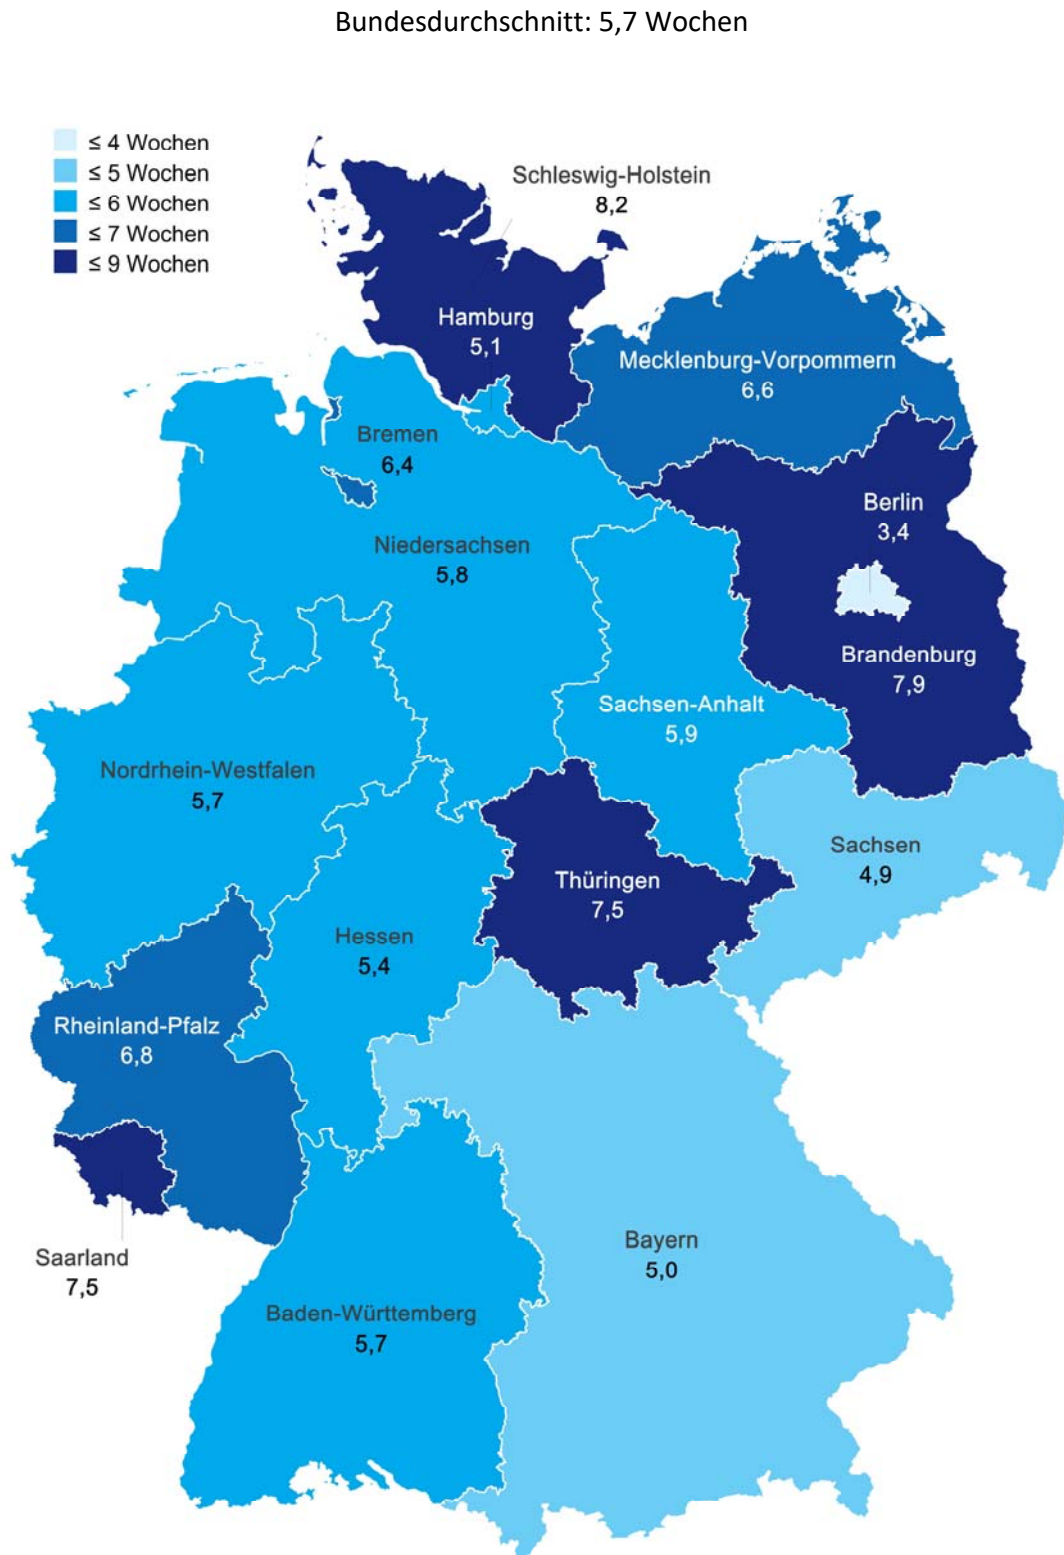 Bundesdurchschnitt: 5,7 Wochen
≤ 4 Wochen
≤ 5 Wochen
≤ 6 Wochen
≤ 7 Wochen
≤ 9 Wochen
Schleswig-Holstein
8,2
Hamburg
5,1
Mecklenburg-Vorpommern
6,6
Bremen
6,4
Berlin
3,4
Niedersachsen
5,8
Brandenburg
7,9
Sachsen-Anhalt
5,9
Nordrhein-Westfalen
5,7
Sachsen
4,9
Thüringen
7,5
Hessen
5,4
Rheinland-Pfalz
6,8
Saarland
7,5
Bayern
5,0
Baden-Württemberg
5,7